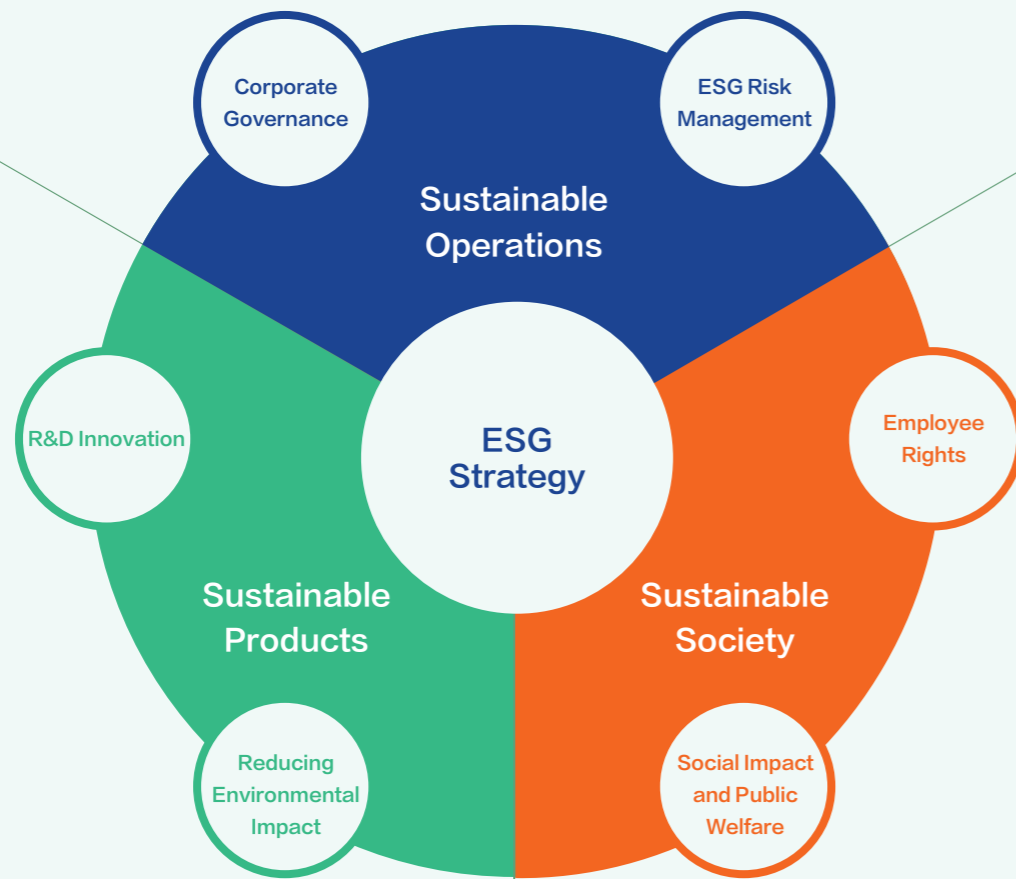 Corporate
Governance
ESG Risk
Management
Sustainable
Operations
R&D Innovation
ESG
Strategy
Employee
Rights
Sustainable
Products
Sustainable
Society
Reducing
Environmental
Impact
Social Impact
and Public
Welfare